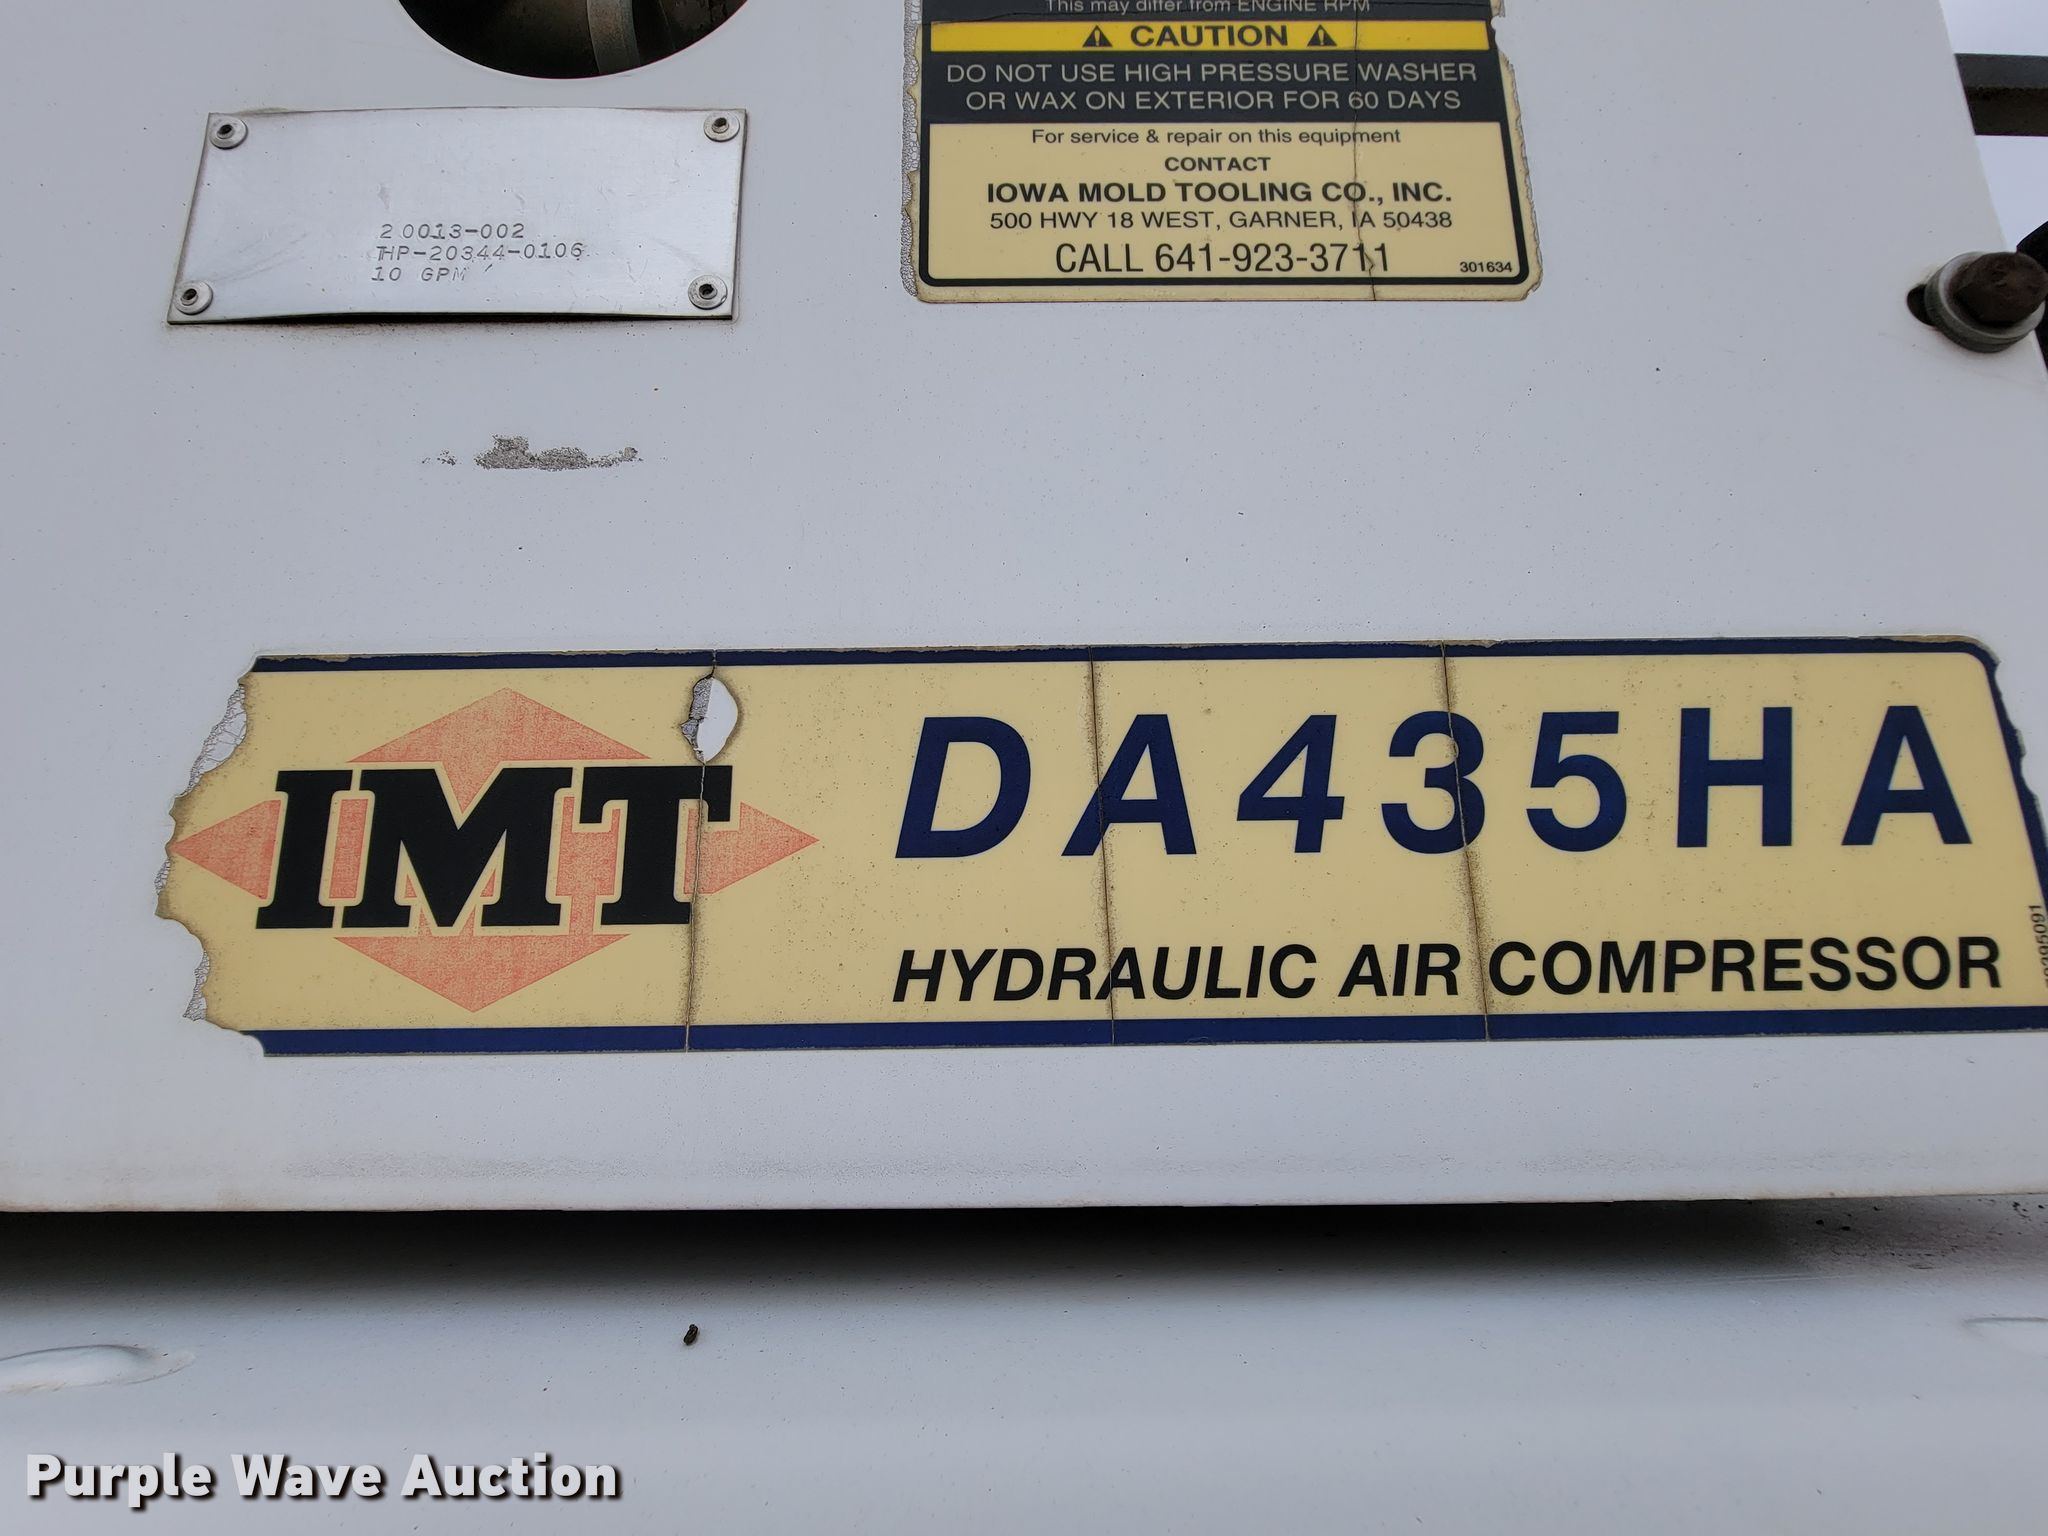 This may differ from ENGINE RPM
CAUTION
DO NOT USE HIGH PRESSURE WASHER
OR WAX ON EXTERIOR FOR 60 DAYS
For service & repair on this equipment
CONTACT
IOWA MOLD TOOLING CO., INC.
500 HWY 18 WEST, GARNER, IA 50438
CALL 641-923-3711
301634
20013-002
THP-20344-0106
10 GPM
IMT
DA435HA
HYDRAULIC AIR COMPRESSOR
Purple Wave Auction